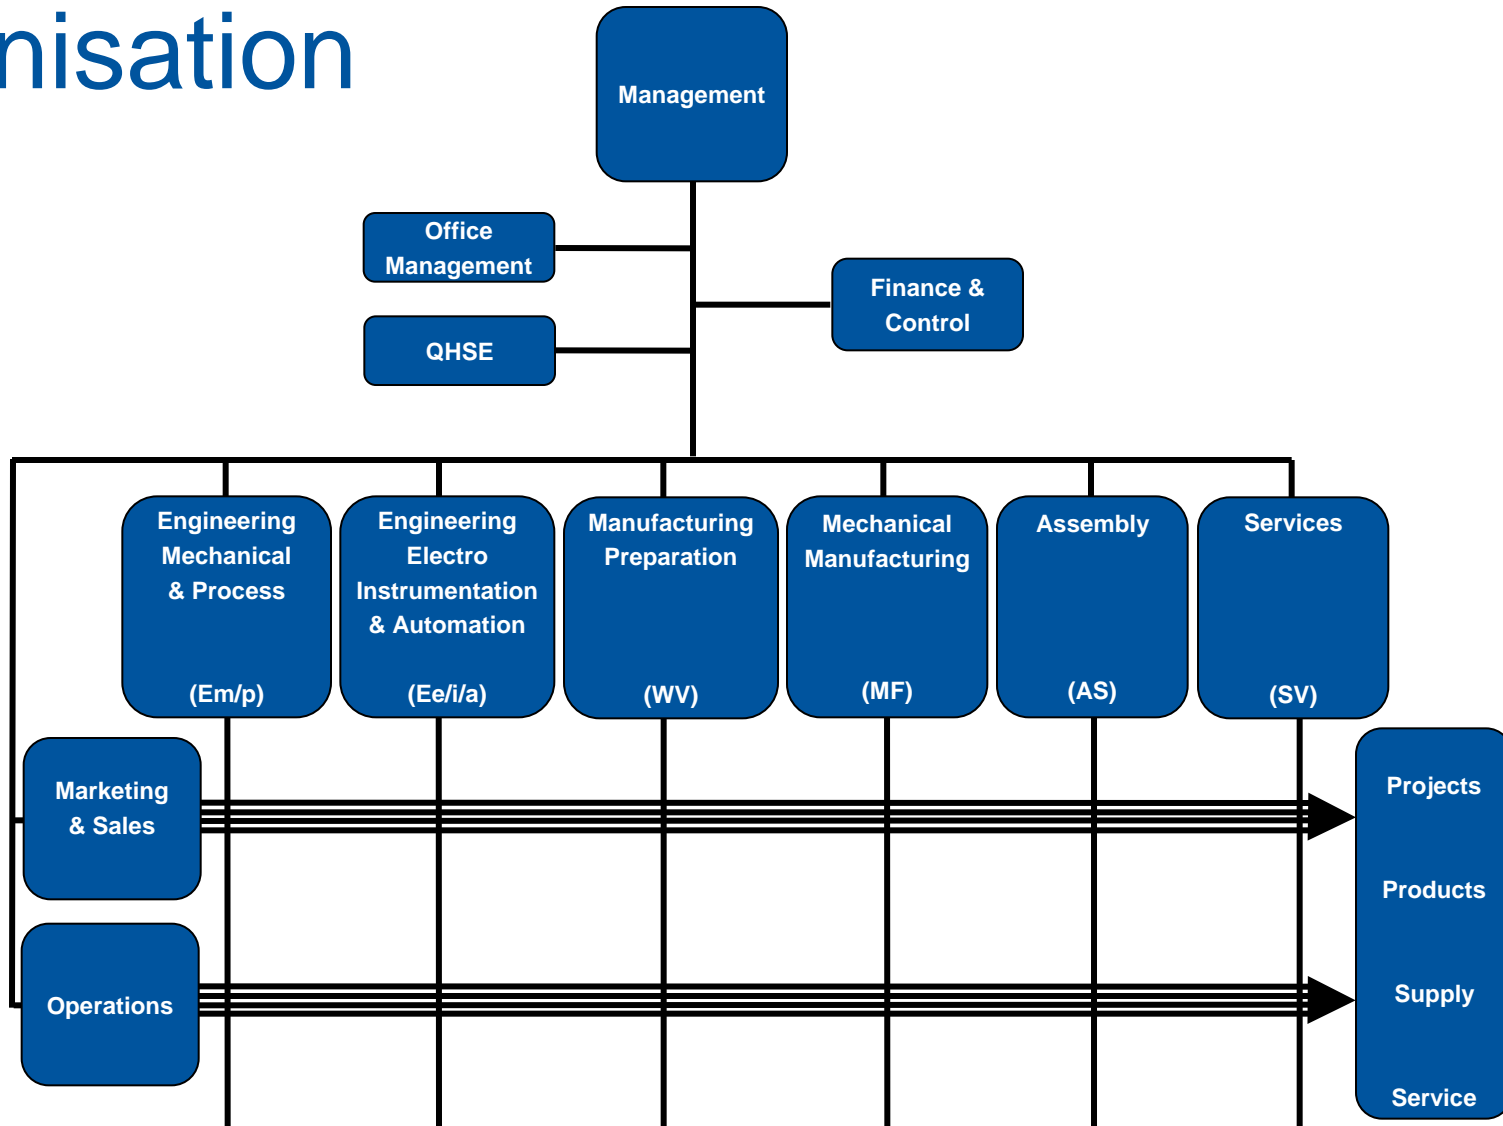 nisation
Management
Office
Management
Finance &
Control
QHSE
Engineering
Mechanical
& Process
(Em/p)
Engineering
Electro
Instrumentation
& Automation
(Ee/i/a)
Manufacturing
Preparation
(WV)
Mechanical
Manufacturing
(MF)
Assembly
(AS)
Services
(SV)
Marketing
& Sales
Operations
Projects
Products
Supply
Service